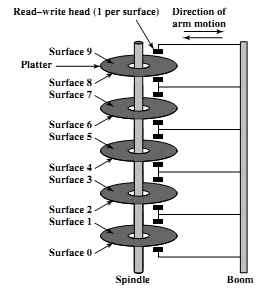 Read–write head (1 per surface)
Direction of
arm motion
Surface 9
Platter
Surface 8
Surface 7
Surface 6
Surface 5
Surface 4
Surface 3
Surface 2
Surface 1
Surface 0
Spindle
Boom